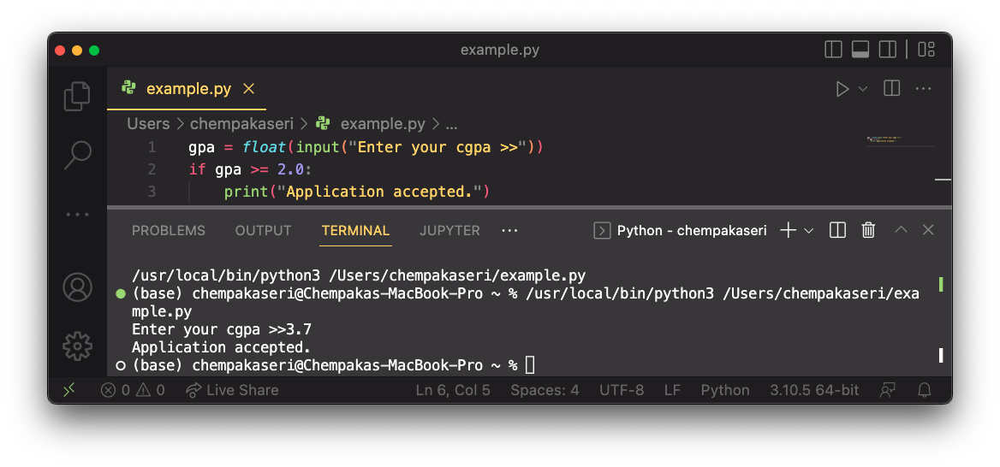 example.py
example.py
Users > chempakaseri > example.py > ...
1 gpa = float(input("Enter your cgpa >>"))
2 if gpa >= 2.0:
3     print("Application accepted.")
PROBLEMS OUTPUT TERMINAL JUPYTER ... Python - chempakaseri
/usr/local/bin/python3 /Users/chempakaseri/example.py
(base) chempakaseri@Chempakas-MacBook-Pro ~ % /usr/local/bin/python3 /Users/chempakaseri/exa
mple.py
Enter your cgpa >>3.7
Application accepted.
(base) chempakaseri@Chempakas-MacBook-Pro ~ %
0 0 Live Share Ln 6, Col 5 Spaces: 4 UTF-8 LF Python 3.10.5 64-bit